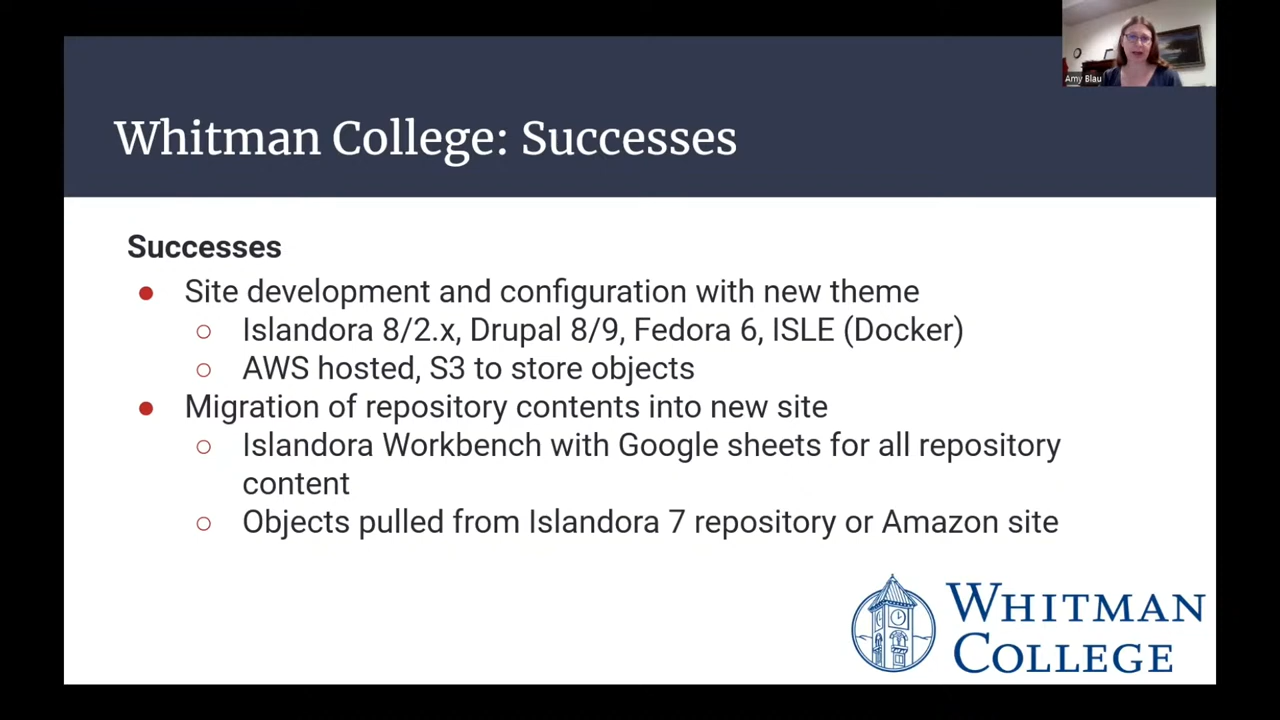 Amy Blau
Whitman College: Successes
Successes
● Site development and configuration with new theme
○ Islandora 8/2.x, Drupal 8/9, Fedora 6, ISLE (Docker)
○ AWS hosted, S3 to store objects
● Migration of repository contents into new site
○ Islandora Workbench with Google sheets for all repository
content
○ Objects pulled from Islandora 7 repository or Amazon site
WHITMAN
COLLEGE